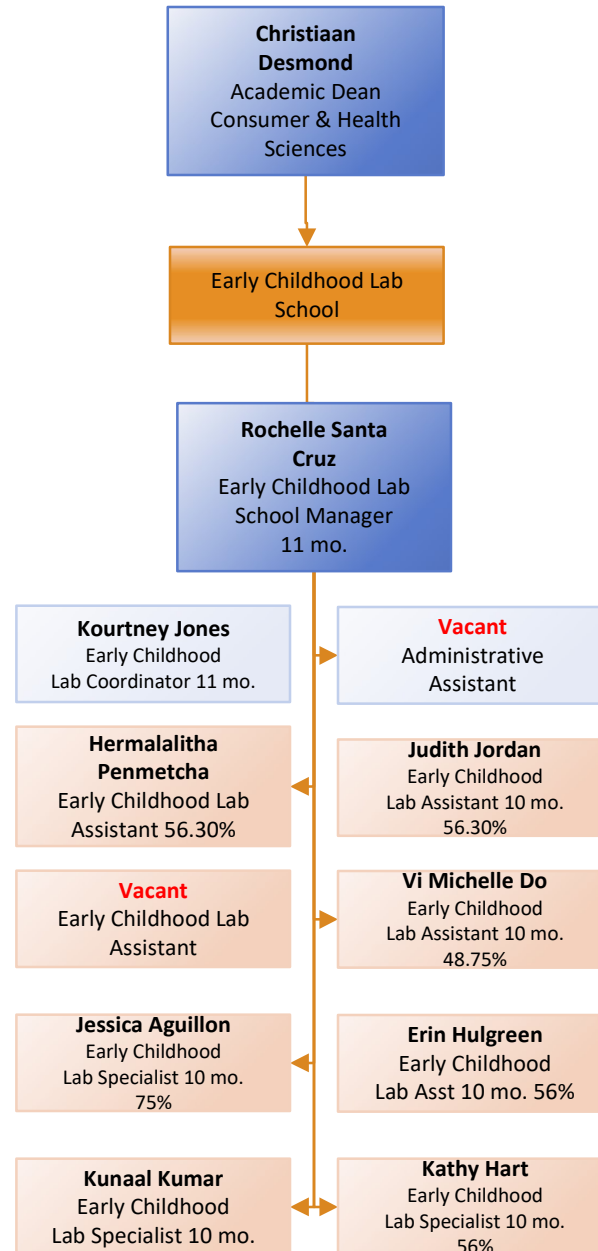 Christiaan
Desmond
Academic Dean
Consumer & Health
Sciences
Early Childhood Lab
School
Rochelle Santa
Cruz
Early Childhood Lab
School Manager
11 mo.
Kourtney Jones
Early Childhood
Lab Coordinator 11 mo.
Vacant
Administrative
Assistant
Hermalalitha
Penmetcha
Early Childhood Lab
Assistant 56.30%
Judith Jordan
Early Childhood
Lab Assistant 10 mo.
56.30%
Vacant
Early Childhood Lab
Assistant
Vi Michelle Do
Early Childhood
Lab Assistant 10 mo.
48.75%
Jessica Aguillon
Early Childhood
Lab Specialist 10 mo.
75%
Erin Hulgreen
Early Childhood
Lab Asst 10 mo. 56%
Kunaal Kumar
Early Childhood
Lab Specialist 10 mo.
Kathy Hart
Early Childhood
Lab Specialist 10 mo.
56%